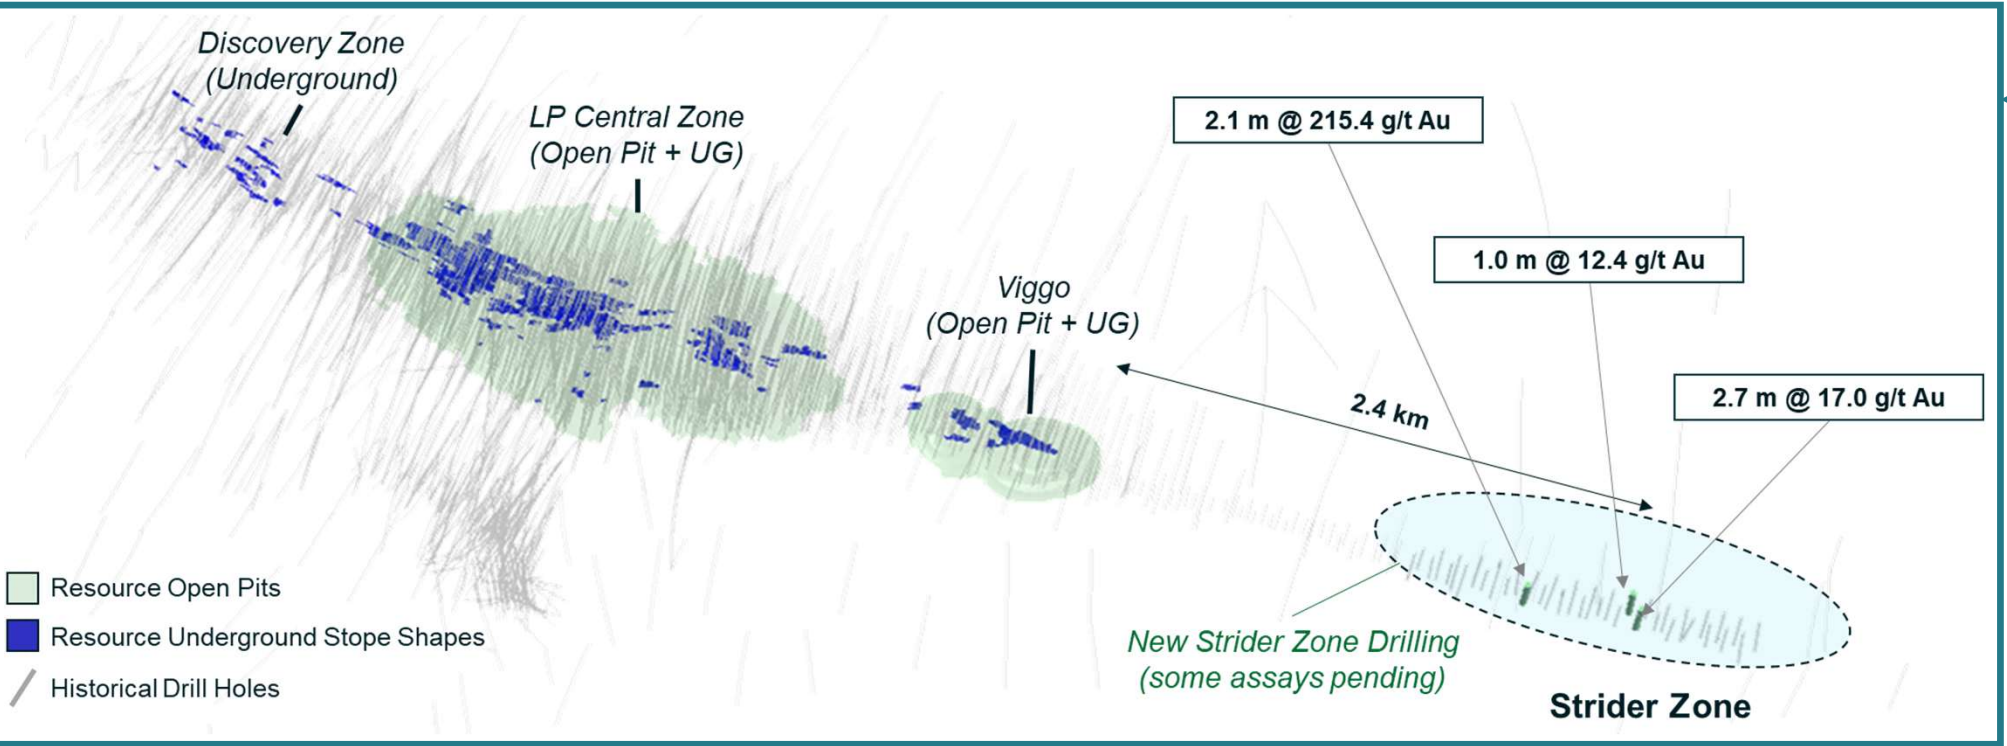 Discovery Zone
(Underground)
LP Central Zone
(Open Pit + UG)
2.1 m @ 215.4 g/t Au
1.0 m @ 12.4 g/t Au
Viggo
(Open Pit + UG)
2.4 km
2.7 m @ 17.0 g/t Au
Resource Open Pits
Resource Underground Stope Shapes
Historical Drill Holes
New Strider Zone Drilling
(some assays pending)
Strider Zone